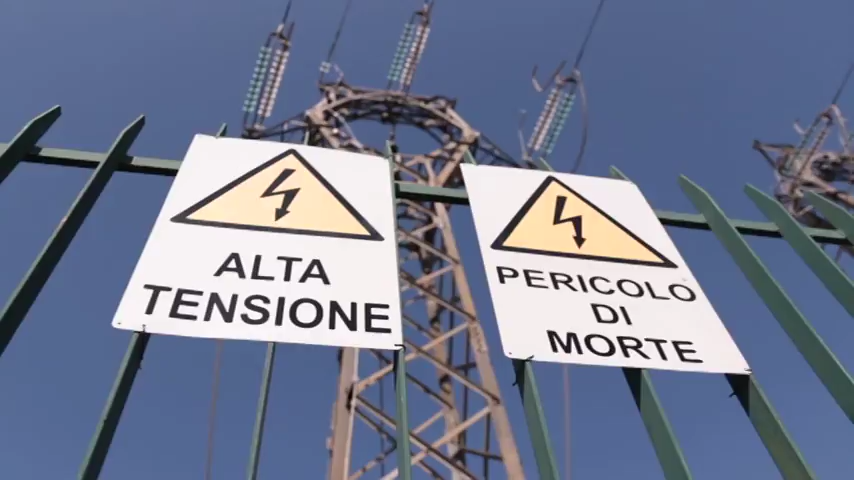 ALTA
TENSIONE
PERICOLO
DI
MORTE